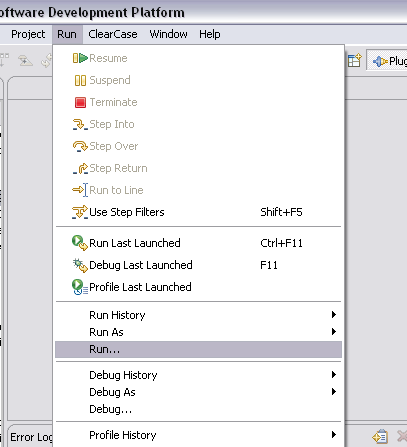 oftware Development Platform
Project Run ClearCase Window Help
Resume
Suspend
Terminate
Step Into
Step Over
Step Return
Run to Line
Use Step Filters Shift+F5
Run Last Launched Ctrl+F11
Debug Last Launched F11
Profile Last Launched
Run History
Run As
Run...
Debug History
Debug As
Debug...
Profile History
Plug
Error Log